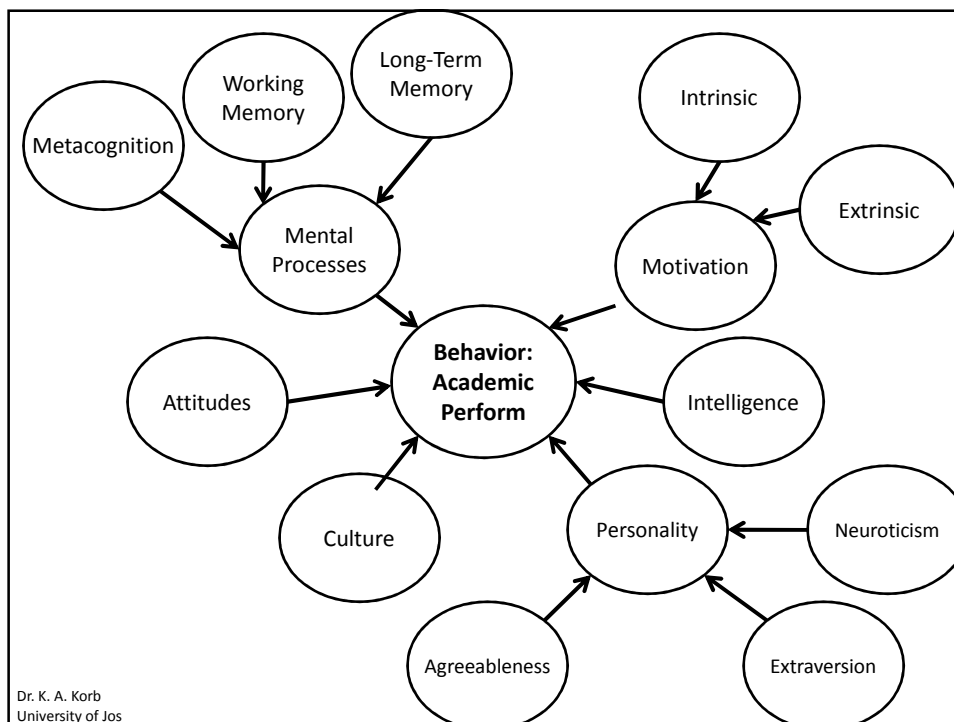 Long-Term
Memory
Working
Memory
Metacognition
Intrinsic
Extrinsic
Mental
Processes
Motivation
Behavior:
Academic
Perform
Attitudes
Intelligence
Culture
Personality
Neuroticism
Agreeableness
Extraversion
Dr. K. A. Korb
University of Jos